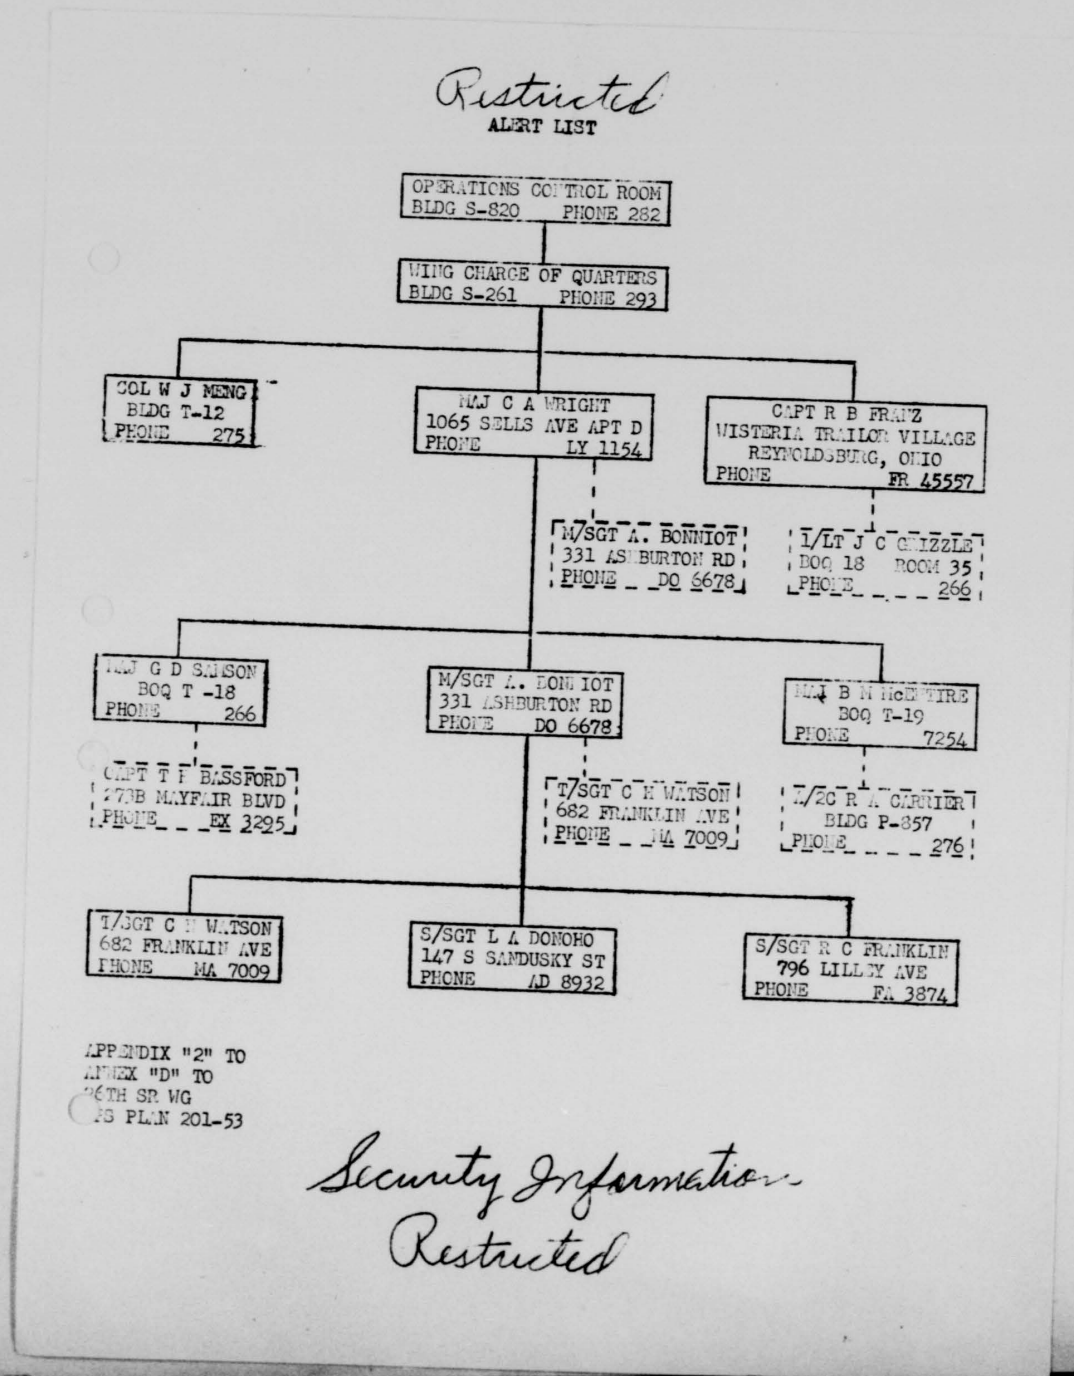 Restricted
ALERT LIST
OPERATIONS CONTROL ROOM
BLDG S-820 PHONE 282
WING CHARGE OF QUARTERS
BLDG S-261 PHONE 293
COL W J MENG
BLDG T-12
PHONE 275
MAJ C A WRIGHT
1065 SELLS AVE APT D
PHONE LY 1154
CAPT R B FRANZ
WISTERIA TRAILOR VILLAGE
REYNOLDSBURG, OHIO
PHONE FR 45557
M/SGT A. BONNIOT
331 ASHBURTON RD
PHONE DO 6678
1/LT J C GRIZZLE
BOQ 18 ROOM 35
PHONE 266
MAJ G D SAMSON
BOQ T -18
PHONE 266
M/SGT A. BONNIOT
331 ASHBURTON RD
PHONE DO 6678
MAJ B M McENTIRE
BOQ T-19
PHONE 7254
CAPT T BASSFORD
273B MAYFAIR BLVD
PHONE EX 3295
T/SGT C H WATSON
682 FRANKLIN AVE
PHONE MA 7009
A/2C R A CARRIER
BLDG P-857
PHONE 276
T/SGT C H WATSON
682 FRANKLIN AVE
PHONE MA 7009
S/SGT L A DONOHO
147 S SANDUSKY ST
PHONE AD 8932
S/SGT R C FRANKLIN
796 LILLEY AVE
PHONE FA 3874
APPENDIX "2" TO
ANNEX "D" TO
SR WG
PLAN 201-53
Security Information
Restricted